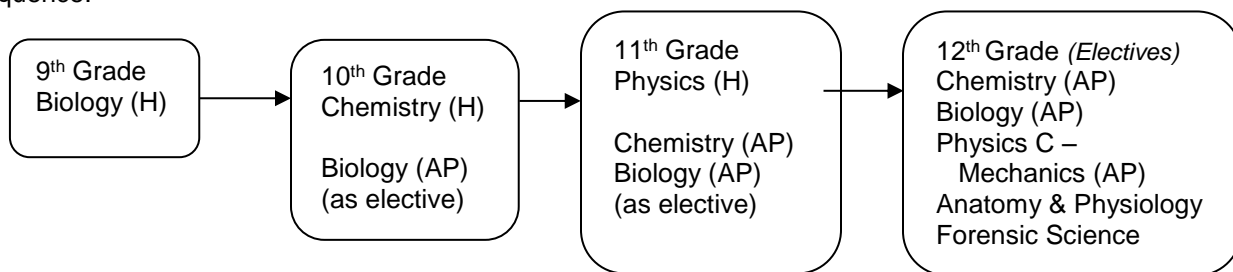 9th Grade
Biology (H)
10th Grade
Chemistry (H)
Biology (AP)
(as elective)
11th Grade
Physics (H)
Chemistry (AP)
Biology (AP)
(as elective)
12th Grade (Electives)
Chemistry (AP)
Biology (AP)
Physics C –
Mechanics (AP)
Anatomy & Physiology
Forensic Science